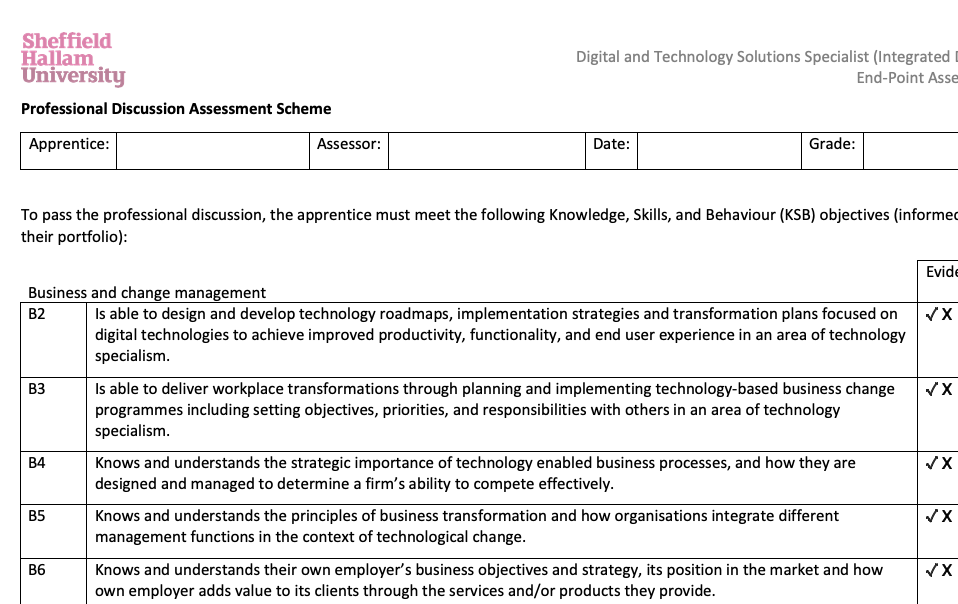 Sheffield
Hallam
University
Digital and Technology Solutions Specialist (Integrated
End-Point
Professional Discussion Assessment Scheme
Apprentice: Assessor: Date: Grade:
To pass the professional discussion, the apprentice must meet the following Knowledge, Skills, and Behaviour (KSB) objectives (informed
their portfolio):
Business and change management
B2 Is able to design and develop technology roadmaps, implementation strategies and transformation plans focused on ✓ X
digital technologies to achieve improved productivity, functionality, and end user experience in an area of technology
specialism.
B3 Is able to deliver workplace transformations through planning and implementing technology-based business change ✓ X
programmes including setting objectives, priorities, and responsibilities with others in an area of technology
specialism.
B4 Knows and understands the strategic importance of technology enabled business processes, and how they are ✓ X
designed and managed to determine a firm’s ability to compete effectively.
B5 Knows and understands the principles of business transformation and how organisations integrate different ✓ X
management functions in the context of technological change.
B6 Knows and understands their own employer’s business objectives and strategy, its position in the market and how ✓ X
own employer adds value to its clients through the services and/or products they provide.